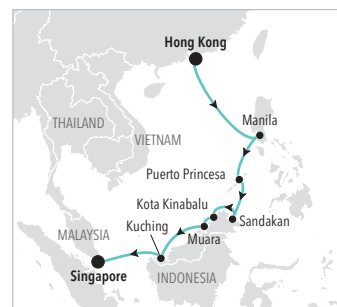 Hong Kong
Manila
THAILAND
VIETNAM
Puerto Princesa
Kota Kinabalu
Sandakan
Kuching
MALAYSIA
Muara
Singapore
INDONESIA